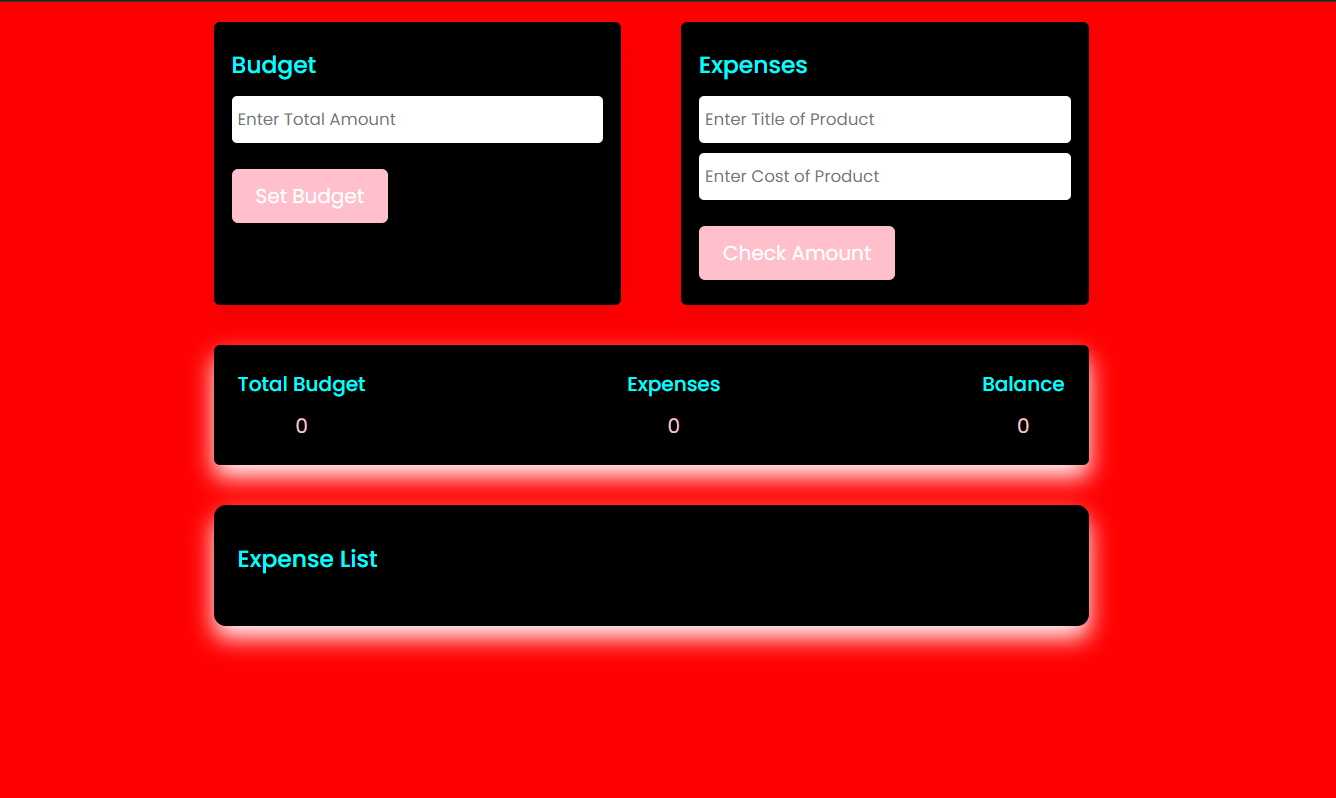 Budget
Enter Total Amount
Set Budget
Expenses
Enter Title of Product
Enter Cost of Product
Check Amount
Total Budget
0
Expenses
0
Balance
0
Expense List